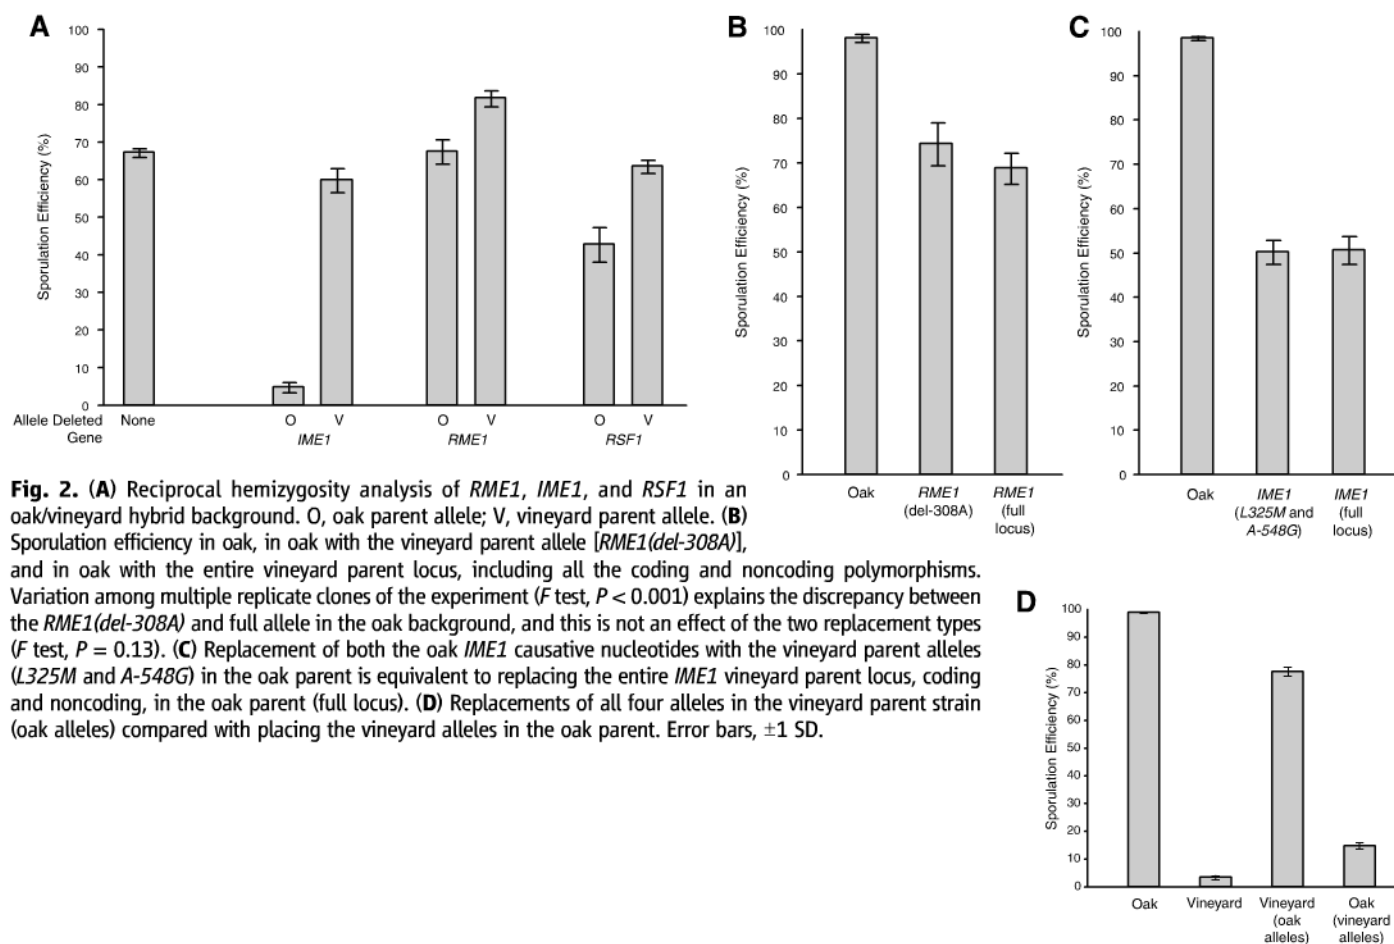 A
100
90
80
70
60
50
40
30
20
10
0
Sporulation Efficiency (%)
Allele Deleted None O V O V O V
Gene IME1 RME1 RSF1
B
100
90
80
70
60
50
40
30
20
10
0
Sporulation Efficiency (%)
Oak RME1 RME1
(del-308A) (full
locus)
C
100
90
80
70
60
50
40
30
20
10
0
Sporulation Efficiency (%)
Oak IME1 IME1
(L325M and (full
A-548G) locus)
Fig. 2. (A) Reciprocal hemizygosity analysis of RME1, IME1, and RSF1 in an
oak/vineyard hybrid background. O, oak parent allele; V, vineyard parent allele. (B)
Sporulation efficiency in oak, in oak with the vineyard parent allele [RME1(del-308A)],
and in oak with the entire vineyard parent locus, including all the coding and noncoding polymorphisms.
Variation among multiple replicate clones of the experiment (F test, P < 0.001) explains the discrepancy between
the RME1(del-308A) and full allele in the oak background, and this is not an effect of the two replacement types
(F test, P = 0.13). (C) Replacement of both the oak IME1 causative nucleotides with the vineyard parent alleles
(L325M and A-548G) in the oak parent is equivalent to replacing the entire IME1 vineyard parent locus, coding
and noncoding, in the oak parent (full locus). (D) Replacements of all four alleles in the vineyard parent strain
(oak alleles) compared with placing the vineyard alleles in the oak parent. Error bars, ±1 SD.
D
100
90
80
70
60
50
40
30
20
10
0
Sporulation Efficiency (%)
Oak Vineyard Vineyard Oak
(oak (vineyard
alleles) alleles)